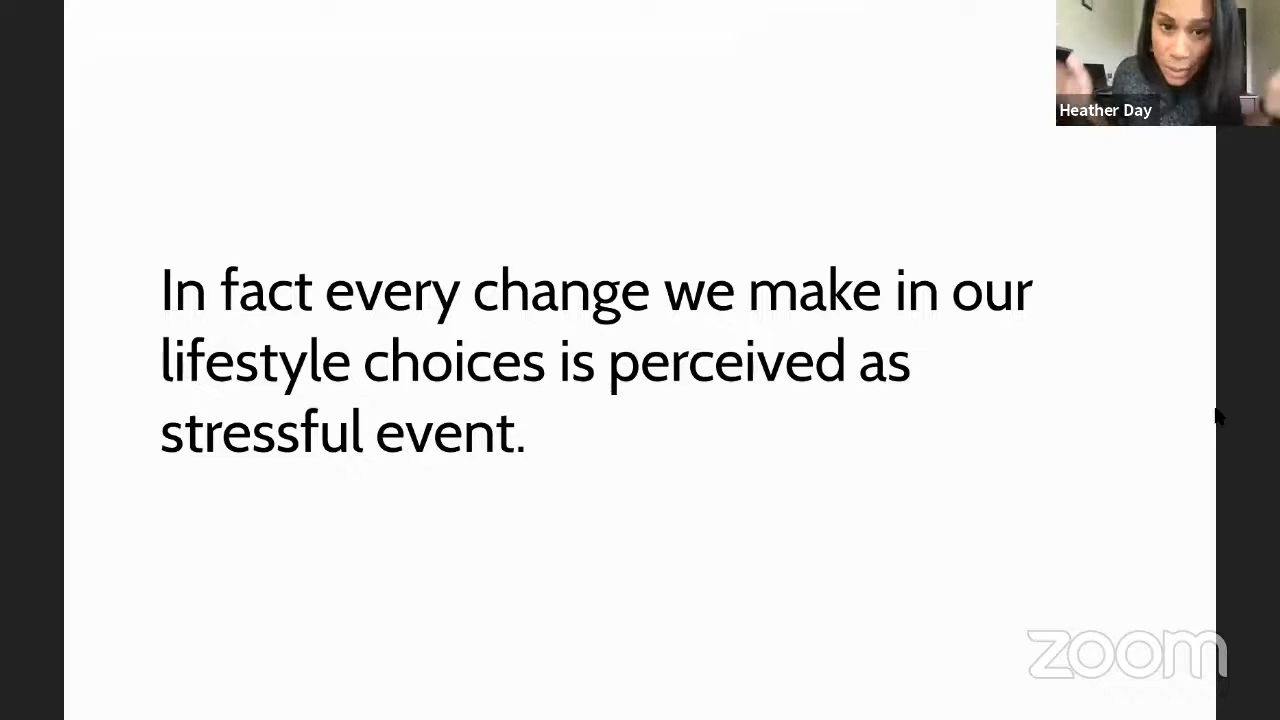 Heather Day
In fact every change we make in our
lifestyle choices is perceived as
stressful event.
zoom